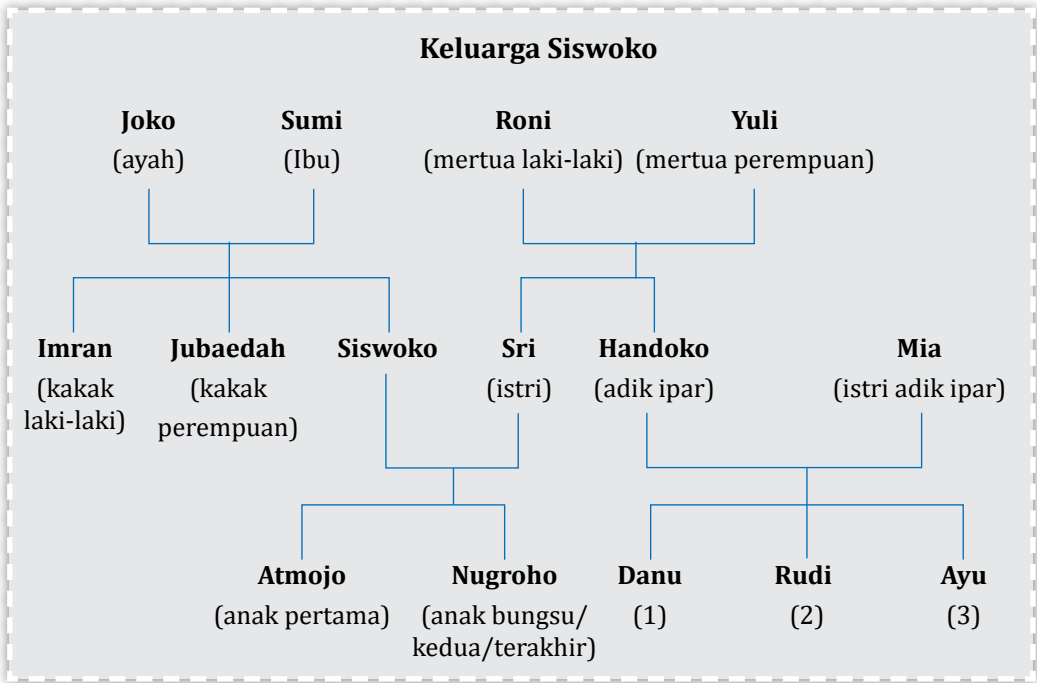 Keluarga Siswoko
Joko Sumi Roni Yuli
(ayah) (Ibu) (mertua laki-laki) (mertua perempuan)
Imran Jubaedah Siswoko Sri Handoko Mia
(kakak (kakak (istri) (adik ipar) (istri adik ipar)
laki-laki) perempuan)
Atmojo Nugroho Danu Rudi Ayu
(anak pertama) (anak bungsu/ (1) (2) (3)
kedua/terakhir)